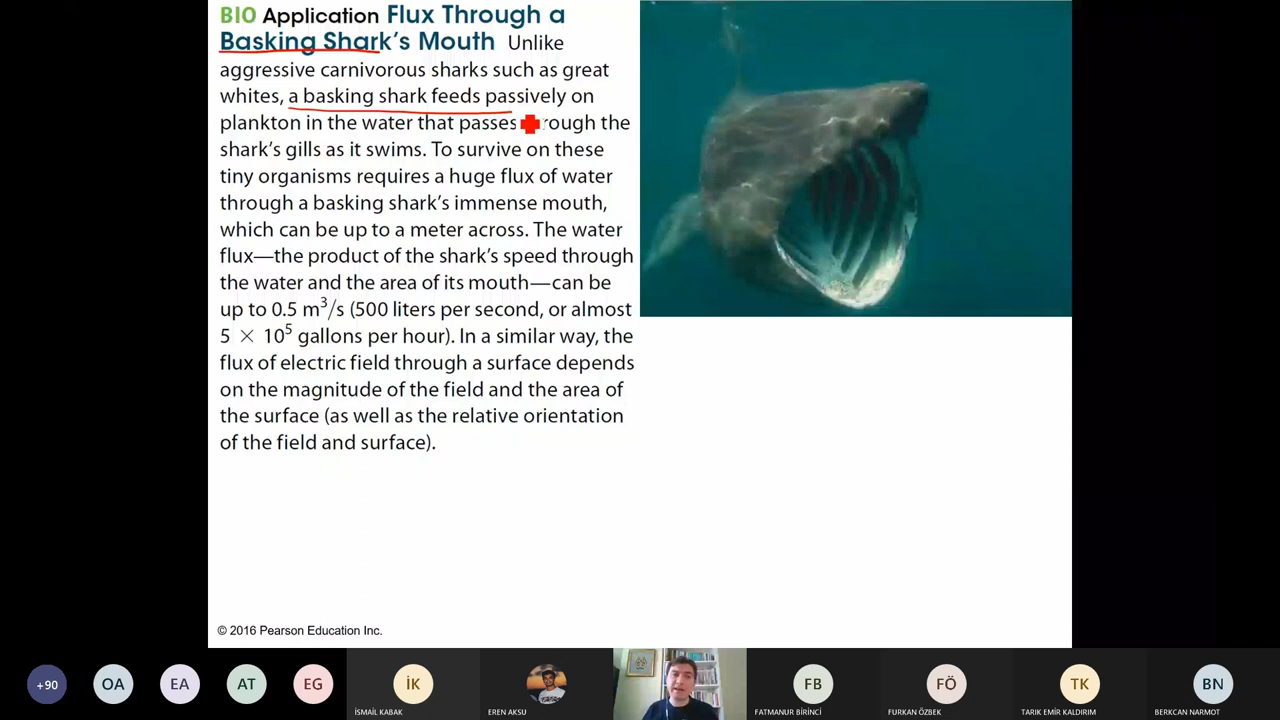 BIO Application Flux Through a
Basking Shark's Mouth Unlike
aggressive carnivorous sharks such as great
whites, a basking shark feeds passively on
plankton in the water that passes rough the
shark's gills as it swims. To survive on these
tiny organisms requires a huge flux of water
through a basking shark's immense mouth,
which can be up to a meter across. The water
flux—the product of the shark's speed through
the water and the area of its mouth—can be
up to 0.5 m³/s (500 liters per second, or almost
5 × 10⁵ gallons per hour). In a similar way, the
flux of electric field through a surface depends
on the magnitude of the field and the area of
the surface (as well as the relative orientation
of the field and surface).
© 2016 Pearson Education Inc.
+90
OA
EA
AT
EG
İK
İSMAİL KABAK
EREN AKSU
FB
FATMANUR BİRİNCİ
FÖ
FURKAN ÖZBEK
TK
TARIK EMİR KALDIRIM
BN
BERKCAN NARMOT